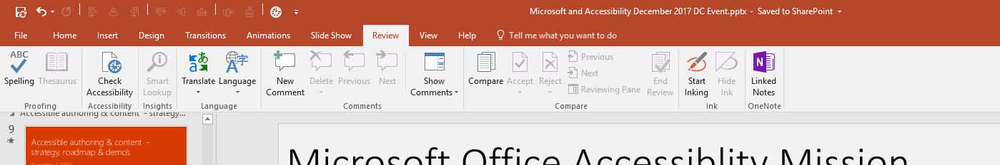 Microsoft and Accessibility December 2017 DC Event.pptx - Saved to SharePoint
File Home Insert Design Transitions Animations Slide Show Review View Help Tell me what you want to do
ABC
Spelling
Thesaurus
Proofing
Check
Accessibility
Accessibility
Smart
Lookup
Insights
Translate
Language
Language
New
Comment
Delete
Previous
Next
Show
Comments
Comments
Compare
Accept
Reject
Previous
Next
Reviewing Pane
End
Review
Compare
Start
Inking
Hide
Ink
Ink
N
Linked
Notes
OneNote
Accessible authoring & content - strategy...
9
Accessible authoring & content -
strategy, roadmap & demo's
December 5, 2017
Microsoft Office Accessiblity Mission